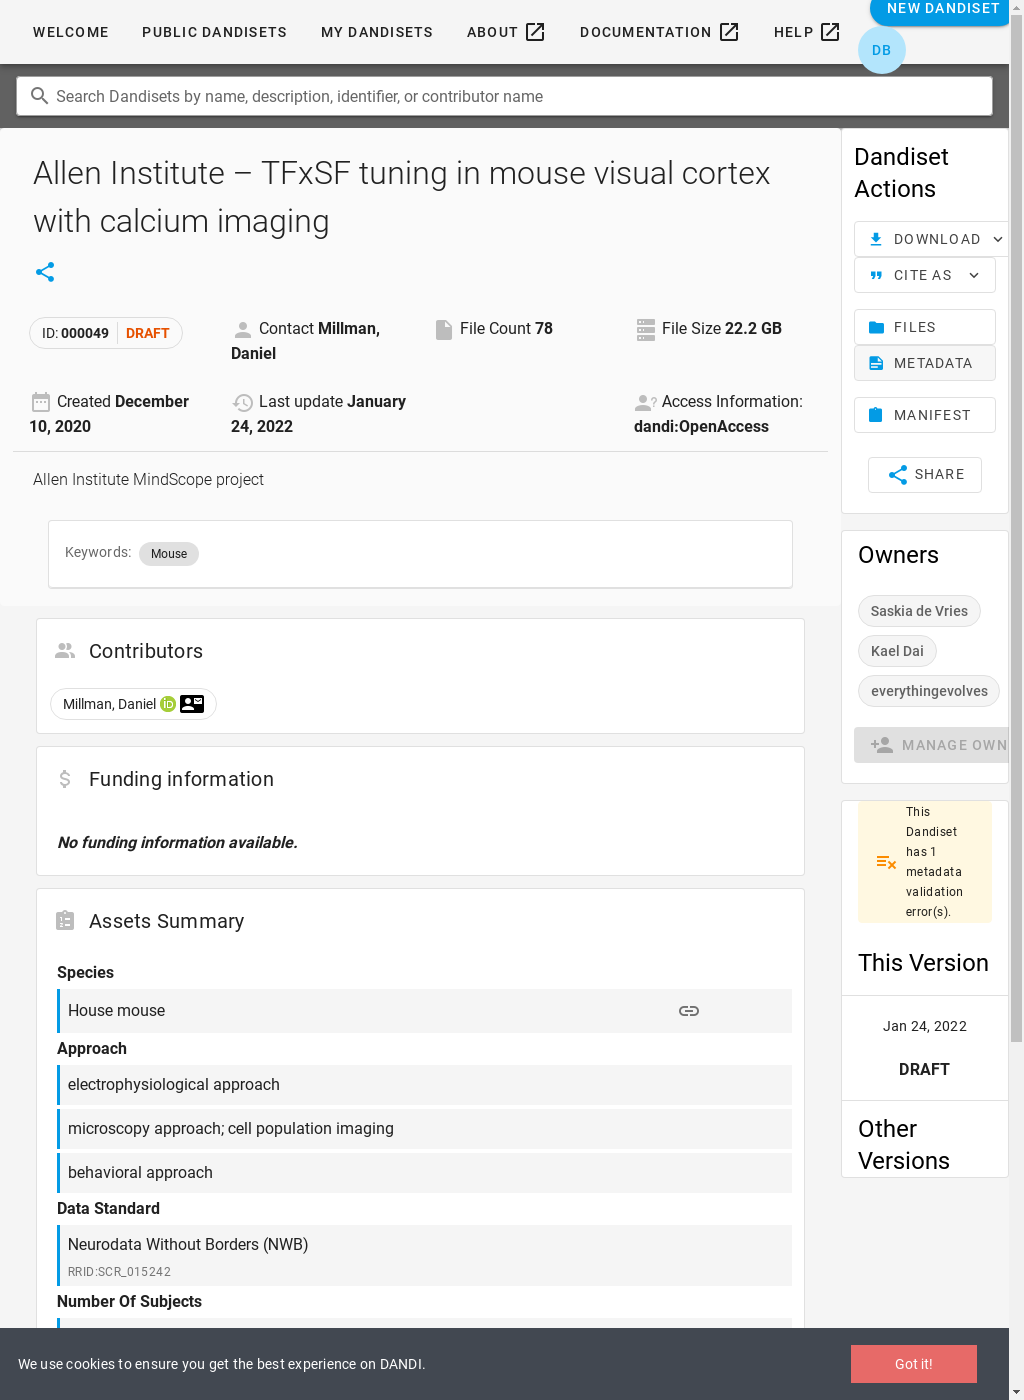 NEW DANDISET
WELCOME
PUBLIC DANDISETS
MY DANDISETS
ABOUT
DOCUMENTATION
HELP
DB
Search Dandisets by name, description, identifier, or contributor name
Allen Institute – TFxSF tuning in mouse visual cortex
with calcium imaging
ID: 000049 DRAFT
Contact Millman,
Daniel
File Count 78
File Size 22.2 GB
Created December
10, 2020
Last update January
24, 2022
Access Information:
dandi:OpenAccess
Allen Institute MindScope project
Keywords: Mouse
Contributors
Millman, Daniel iD
Funding information
No funding information available.
Assets Summary
Species
House mouse
Approach
electrophysiological approach
microscopy approach; cell population imaging
behavioral approach
Data Standard
Neurodata Without Borders (NWB)
RRID:SCR_015242
Number Of Subjects
Dandiset
Actions
DOWNLOAD
CITE AS
FILES
METADATA
MANIFEST
SHARE
Owners
Saskia de Vries
Kael Dai
everythingevolves
MANAGE OWN
This
Dandiset
has 1
metadata
validation
error(s).
This Version
Jan 24, 2022
DRAFT
Other
Versions
We use cookies to ensure you get the best experience on DANDI.
Got it!